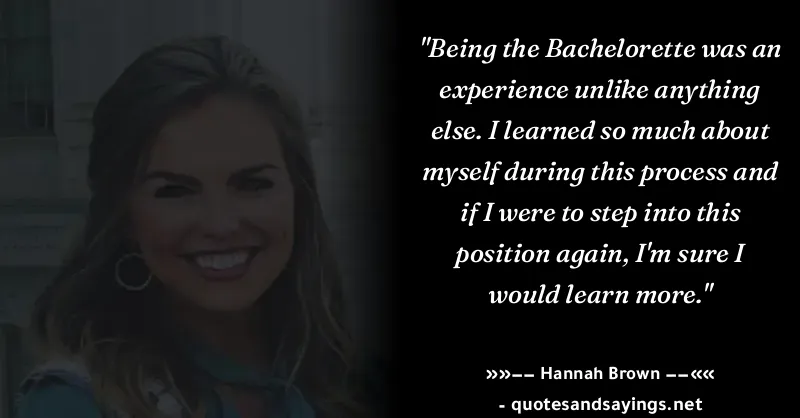 "Being the Bachelorette was an
experience unlike anything
else. I learned so much about
myself during this process and
if I were to step into this
position again, I'm sure I
would learn more."
»»−− Hannah Brown −−««
- quotesandsayings.net